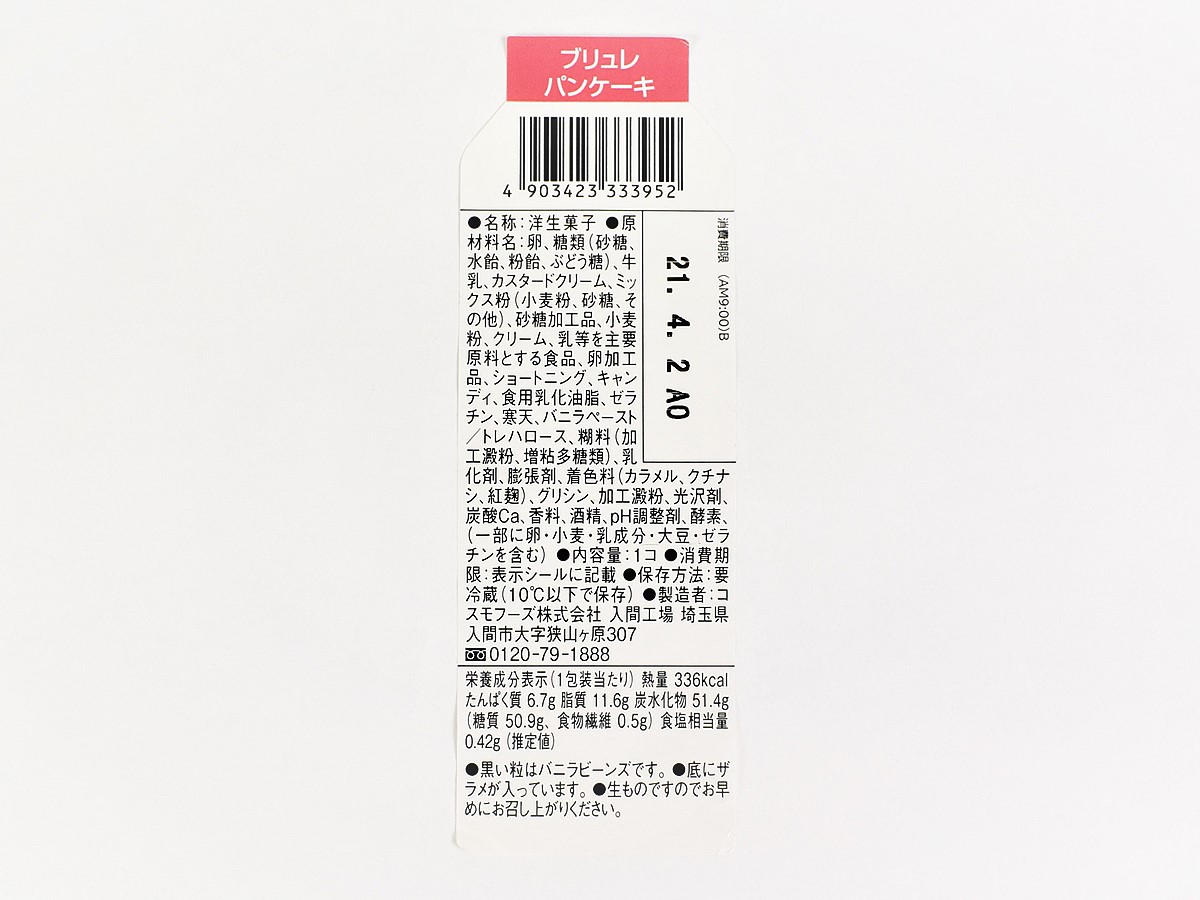 ブリュレ
パンケーキ
4 903423 333952
●名称:洋生菓子 ●原
材料名:卵、糖類(砂糖、
水飴、粉飴、ぶどう糖)、牛
乳、カスタードクリーム、ミッ
クス粉(小麦粉、砂糖、そ
の他)、砂糖加工品、小麦
粉、クリーム、乳等を主要
原料とする食品、卵加工
品、ショートニング、キャン
ディ、食用乳化油脂、ゼラ
チン、寒天、バニラペースト
/トレハロース、糊料(加
工澱粉、増粘多糖類)、乳
化剤、膨張剤、着色料(カラメル、クチナ
シ、紅麹)、グリシン、加工澱粉、光沢剤、
炭酸Ca、香料、酒精、pH調整剤、酵素、
(一部に卵・小麦・乳成分・大豆・ゼラ
チンを含む) ●内容量:1コ ●消費期
限:表示シールに記載 ●保存方法:要
冷蔵(10℃以下で保存) ●製造者:コ
スモフーズ株式会社 入間工場 埼玉県
入間市大字狭山ヶ原307
0120-79-1888
消費期限 (AM9:00)B
21. 4. 2 A0
栄養成分表示(1包装当たり) 熱量 336kcal
たんぱく質 6.7g 脂質 11.6g 炭水化物 51.4g
(糖質 50.9g、食物繊維 0.5g) 食塩相当量
0.42g (推定値)
●黒い粒はバニラビーンズです。●底にザ
ラメが入っています。●生ものですのでお早
めにお召し上がりください。